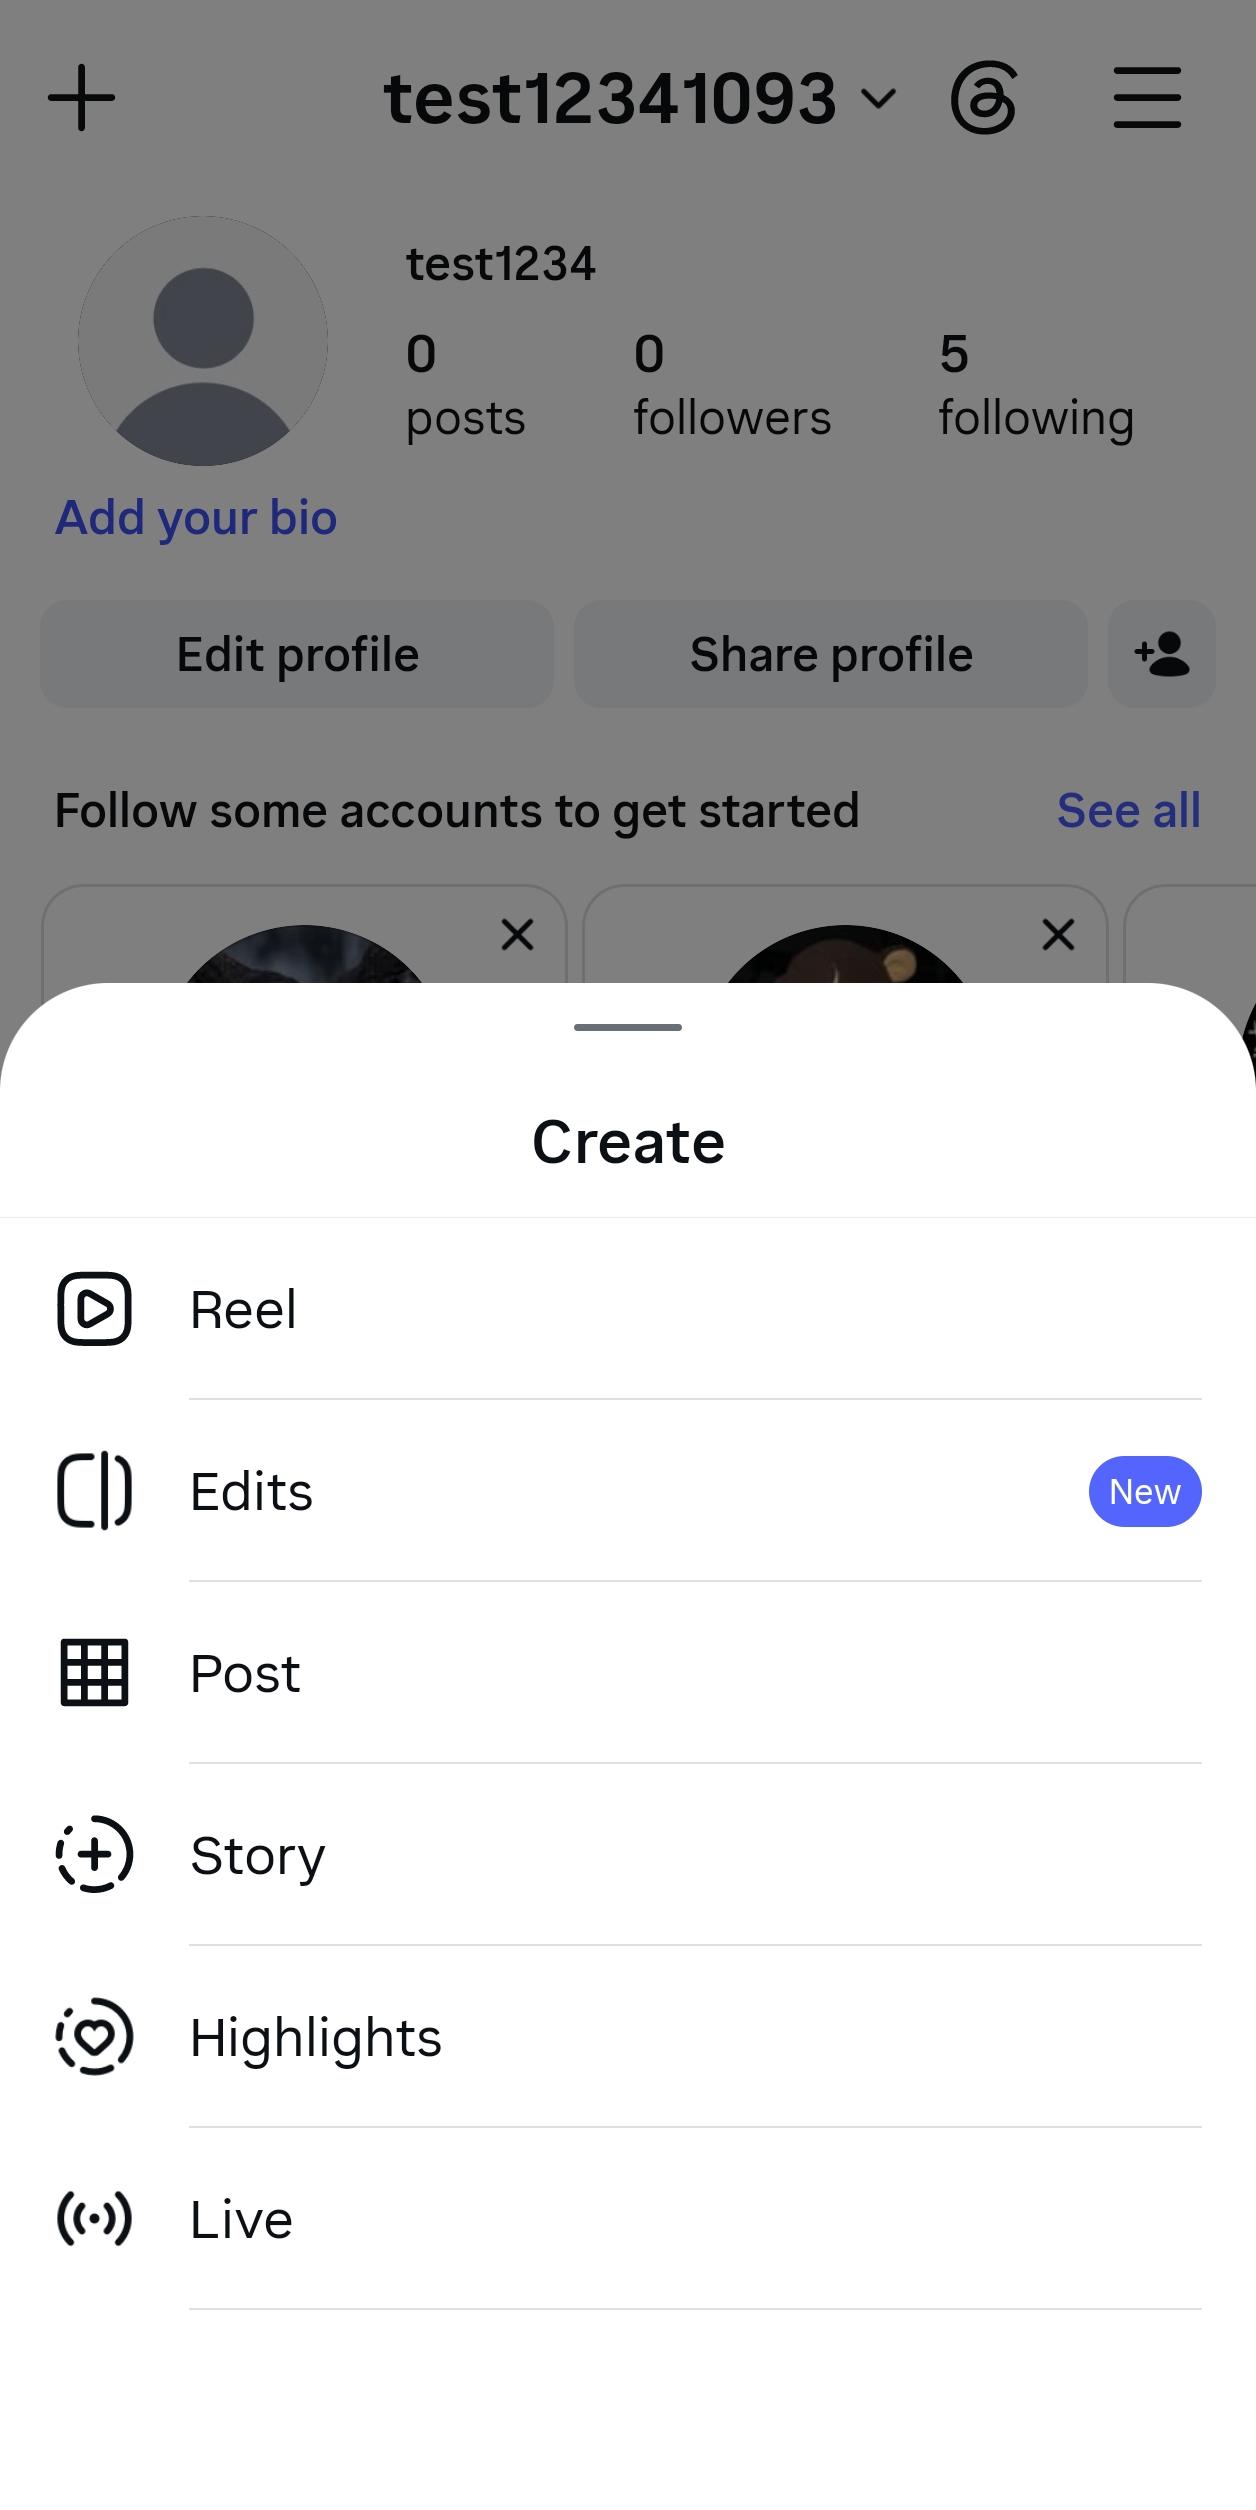 test12341093
test1234
0 0 5
posts followers following
Add your bio
Edit profile Share profile
Follow some accounts to get started See all
Create
Reel
Edits New
Post
Story
Highlights
Live